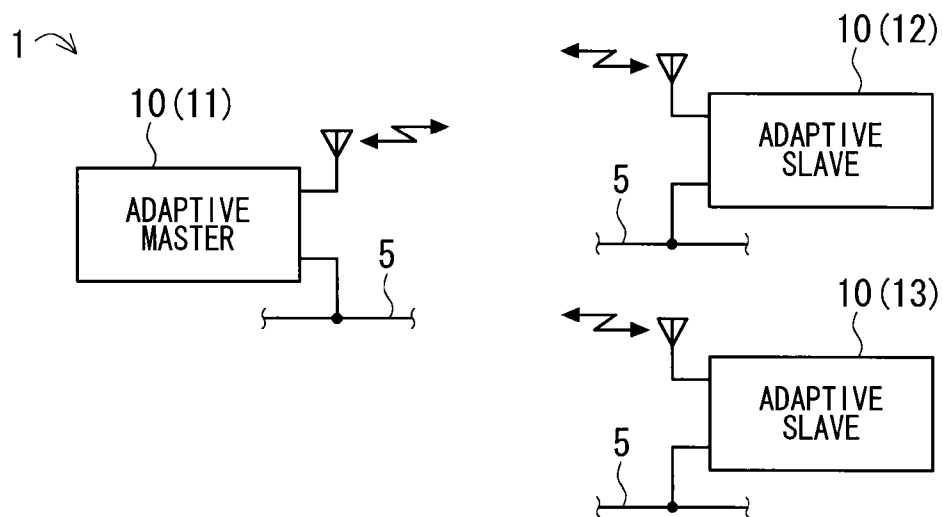 1
10(11)
ADAPTIVE
MASTER
5
10(12)
ADAPTIVE
SLAVE
5
10(13)
ADAPTIVE
SLAVE
5